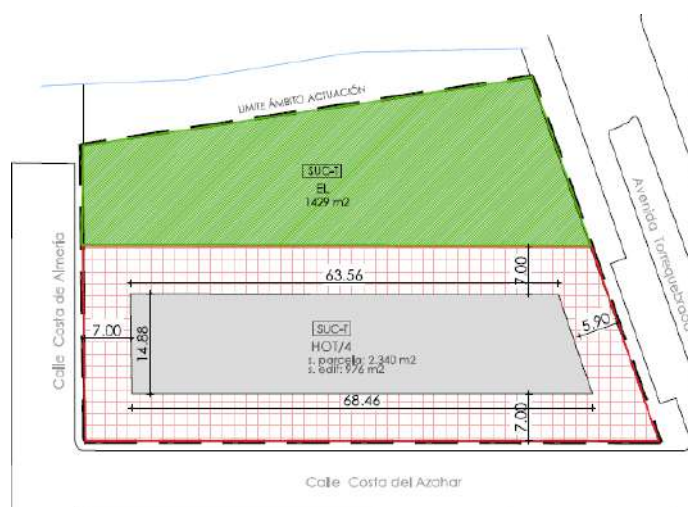 LIMITE ÁMBITO ACTUACIÓN
SUC-T
EL
1429 m2
Calle Costa de Almería
Avenida Torrequebrada
7.00
63.56
7.00
14.88
SUC-T
HOT/4
s. parcela: 2.340 m2
s. edif: 976 m2
5.90
68.46
7.00
Calle Costa del Azahar